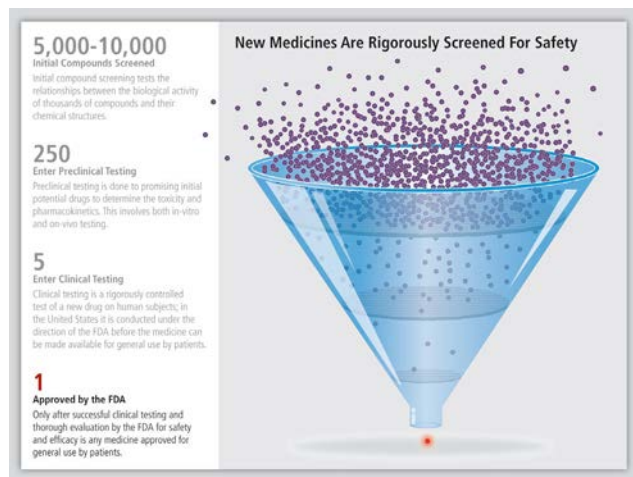 New Medicines Are Rigorously Screened For Safety
5,000-10,000
Initial Compounds Screened
Initial compound screening tests the
relationships between the biological activity
of thousands of compounds and their
chemical structures.
250
Enter Preclinical Testing
Preclinical testing is done to promising initial
potential drugs to determine the toxicity and
pharmacokinetics. This involves both in-vitro
and on-vivo testing.
5
Enter Clinical Testing
Clinical testing is a rigorously controlled
test of a new drug on human subjects; in
the United States it is conducted under the
direction of the FDA before the medicine can
be made available for general use by patients.
1
Approved by the FDA
Only after successful clinical testing and
thorough evaluation by the FDA for safety
and efficacy is any medicine approved for
general use by patients.